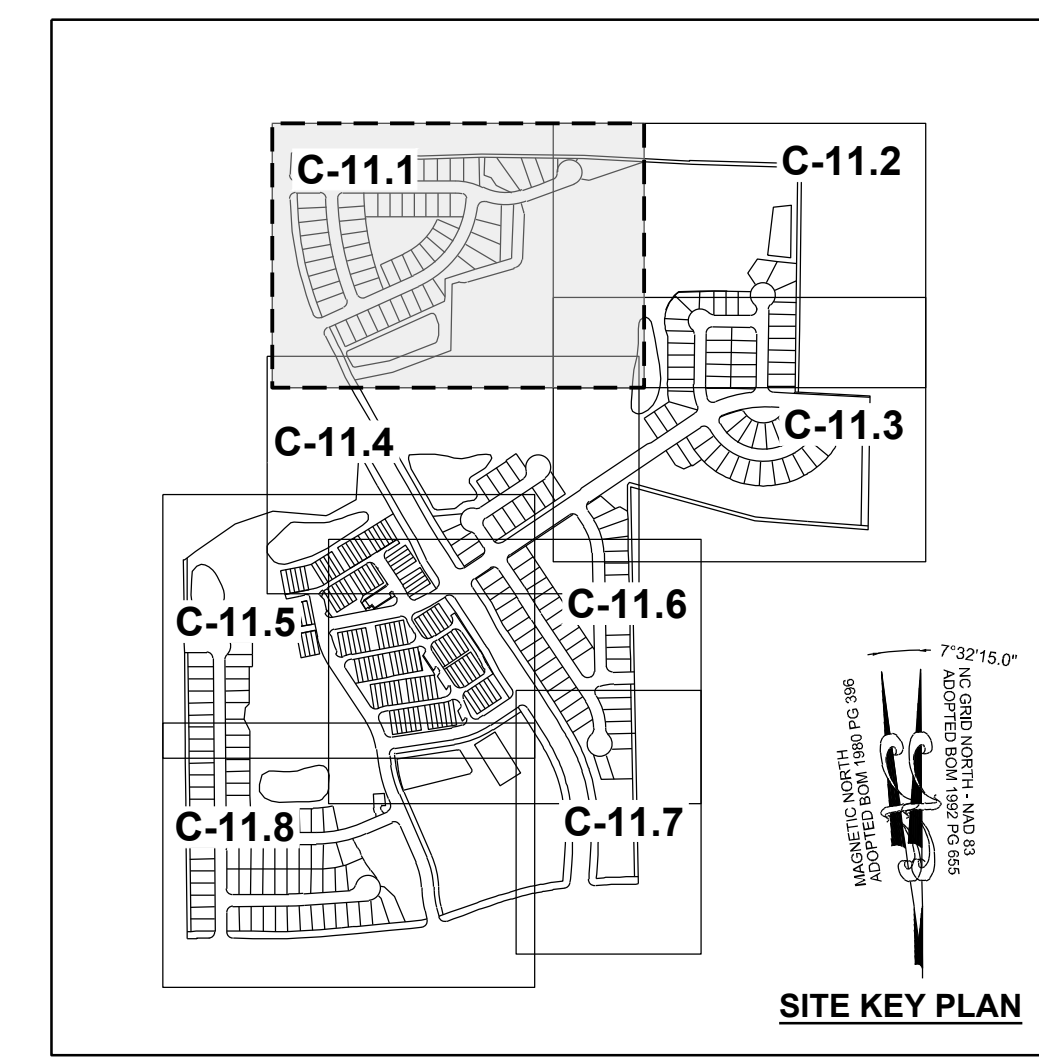 C-11.1
C-11.2
C-11.3
C-11.4
C-11.5
C-11.6
C-11.7
C-11.8
7°32'15.0"
MAGNETIC NORTH
ADOPTED BOM 1980 PG 396
NC GRID NORTH - NAD 83
ADOPTED BOM 1992 PG 655
SITE KEY PLAN